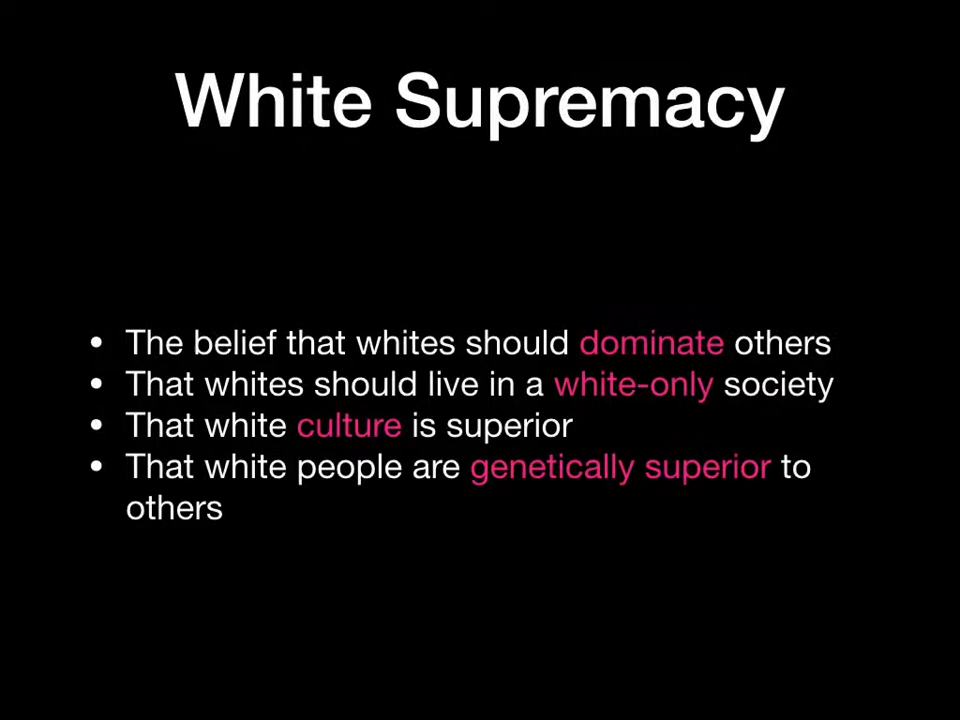 White Supremacy
• The belief that whites should dominate others
• That whites should live in a white-only society
• That white culture is superior
• That white people are genetically superior to
others